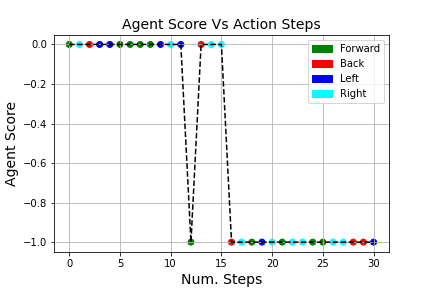 Agent Score Vs Action Steps
Agent Score
0.0
−0.2
−0.4
−0.6
−0.8
−1.0
Forward
Back
Left
Right
0 5 10 15 20 25 30
Num. Steps